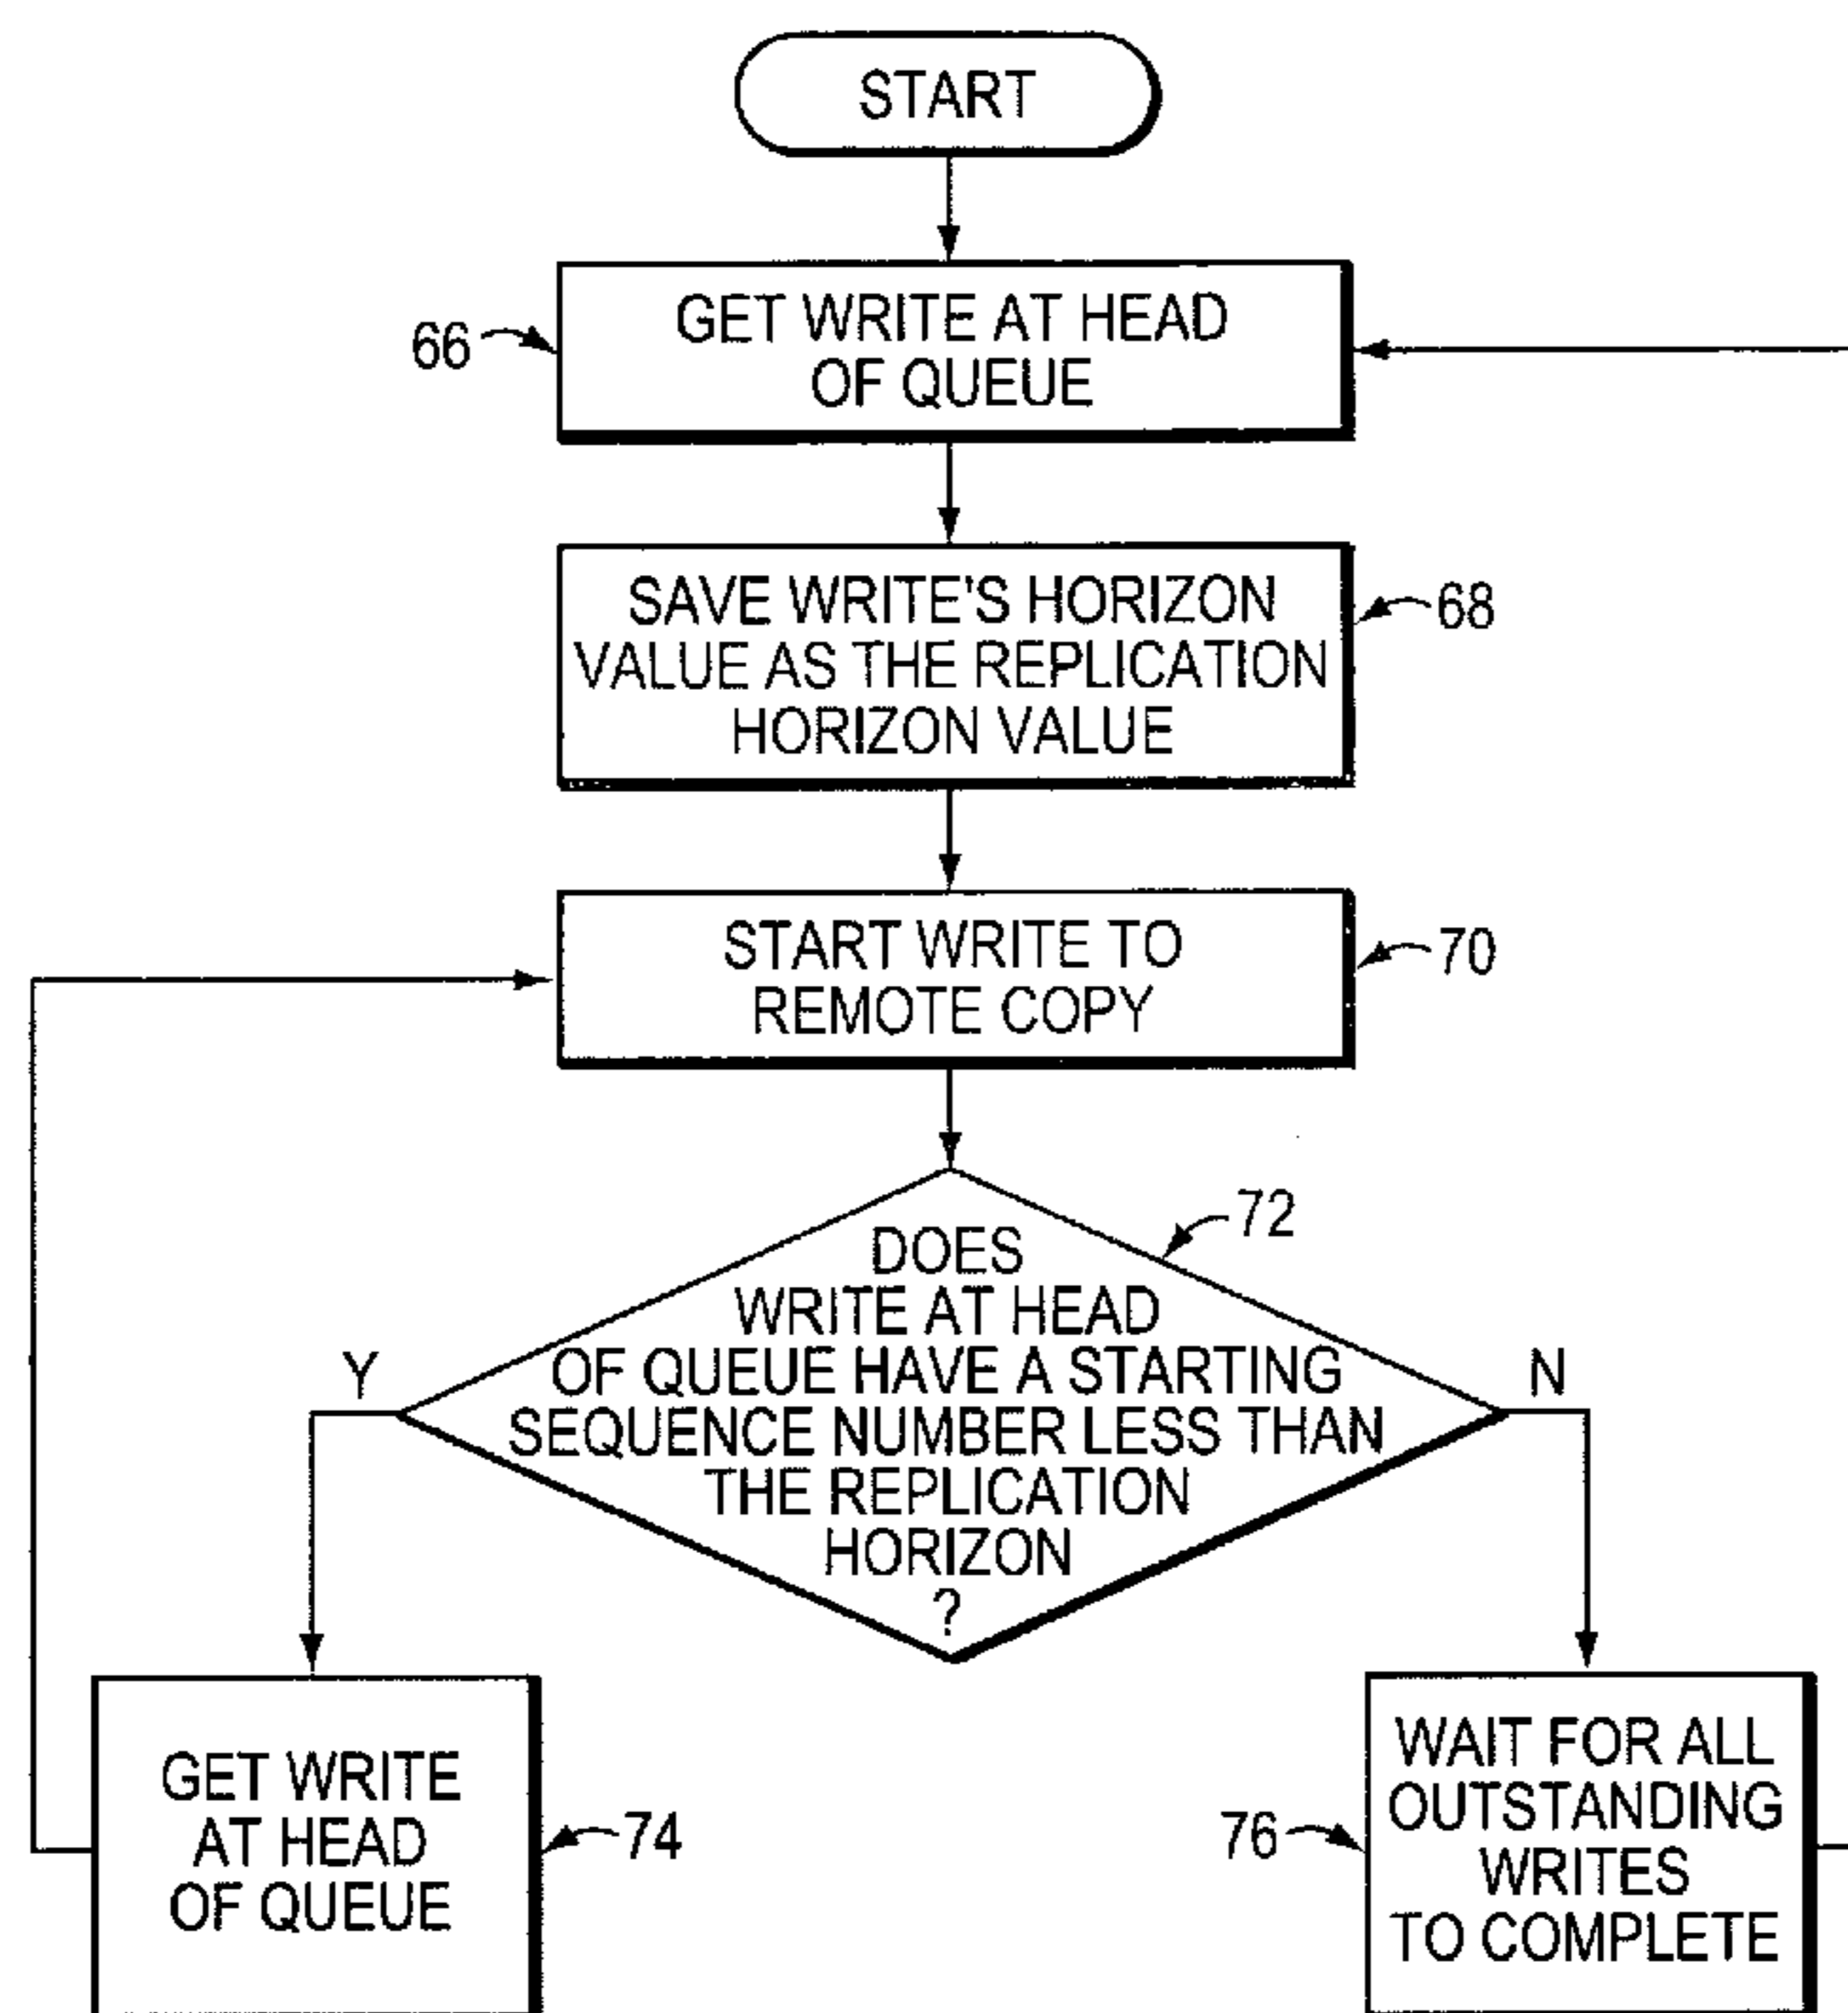 START
GET WRITE AT HEAD
OF QUEUE
66
SAVE WRITE'S HORIZON
VALUE AS THE REPLICATION
HORIZON VALUE
68
START WRITE TO
REMOTE COPY
70
DOES
WRITE AT HEAD
OF QUEUE HAVE A STARTING
SEQUENCE NUMBER LESS THAN
THE REPLICATION
HORIZON
?
72
Y
N
GET WRITE
AT HEAD
OF QUEUE
74
WAIT FOR ALL
OUTSTANDING
WRITES
TO COMPLETE
76